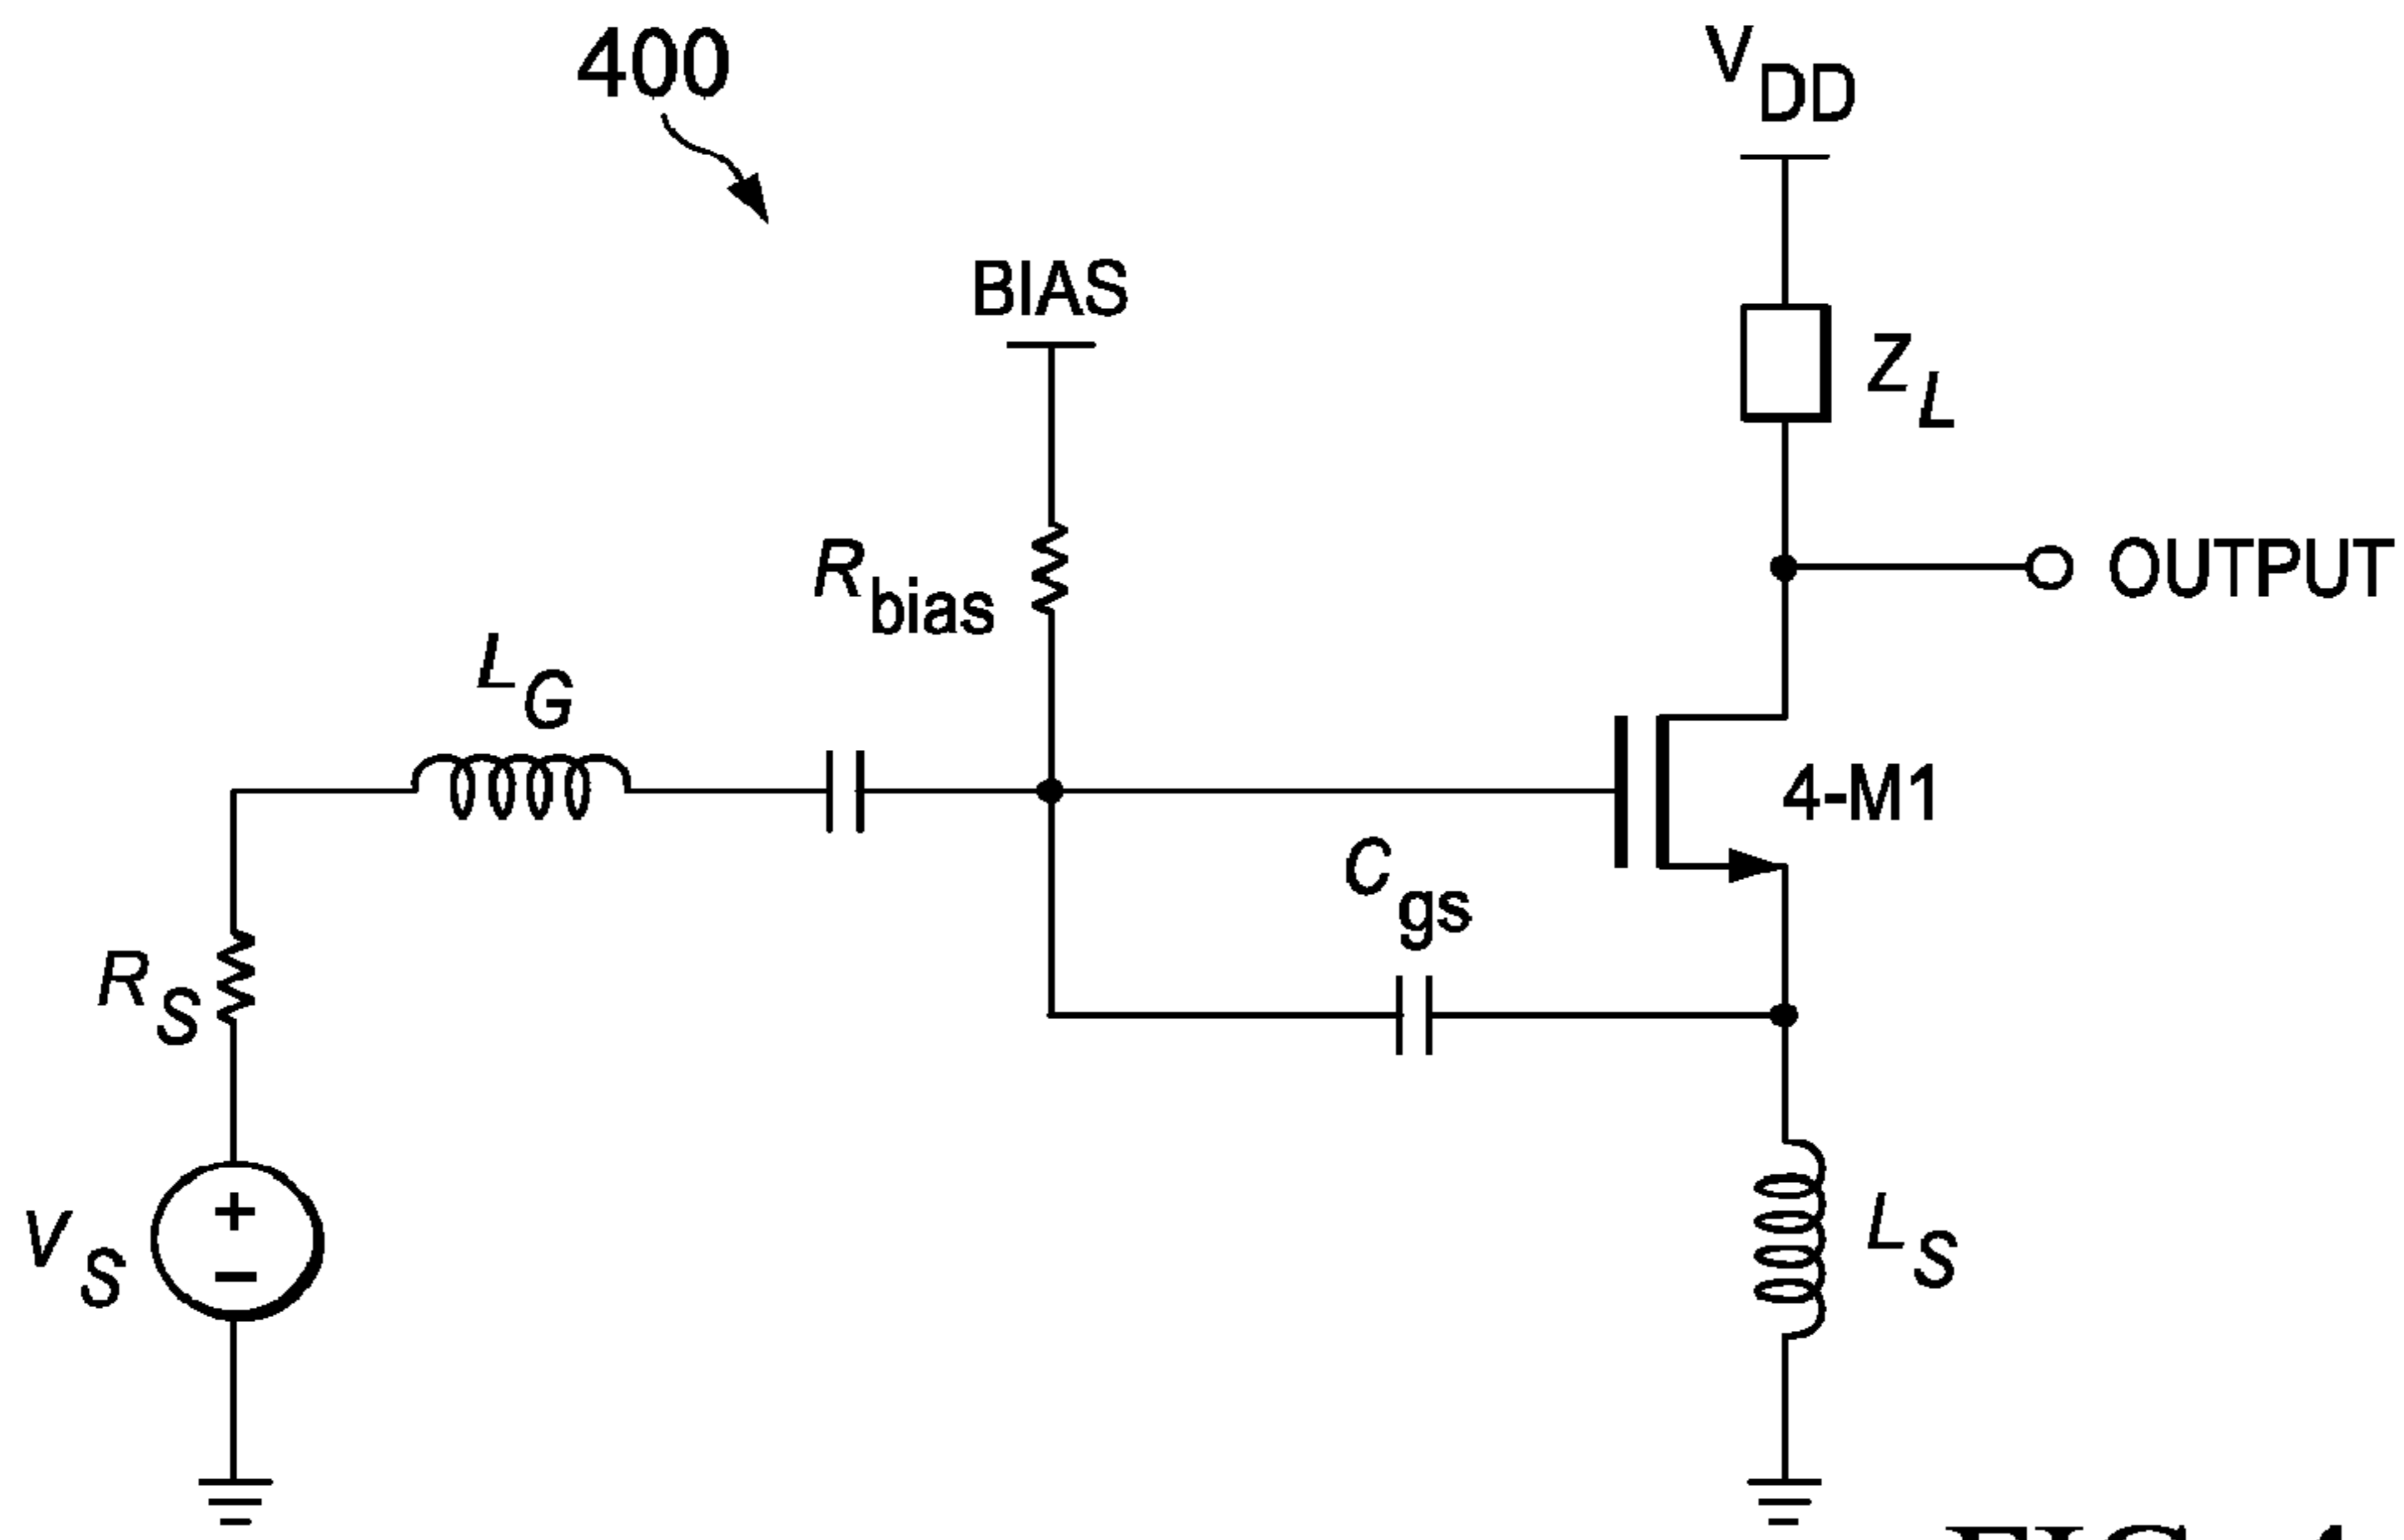 400
VDD
BIAS
ZL
Rbias
OUTPUT
LG
4-M1
Cgs
RS
+
−
VS
LS